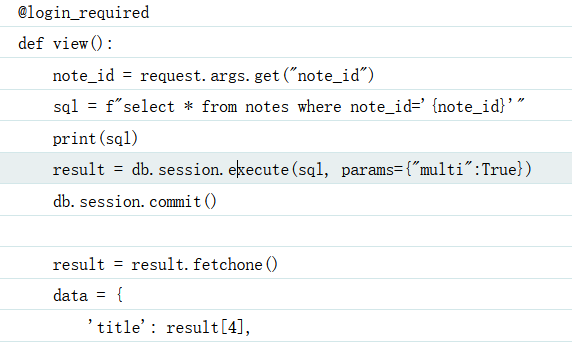 @login_required
def view():
    note_id = request.args.get("note_id")
    sql = f"select * from notes where note_id='{note_id}'"
    print(sql)
    result = db.session.execute(sql, params={"multi":True})
    db.session.commit()
    result = result.fetchone()
    data = {
        'title': result[4],